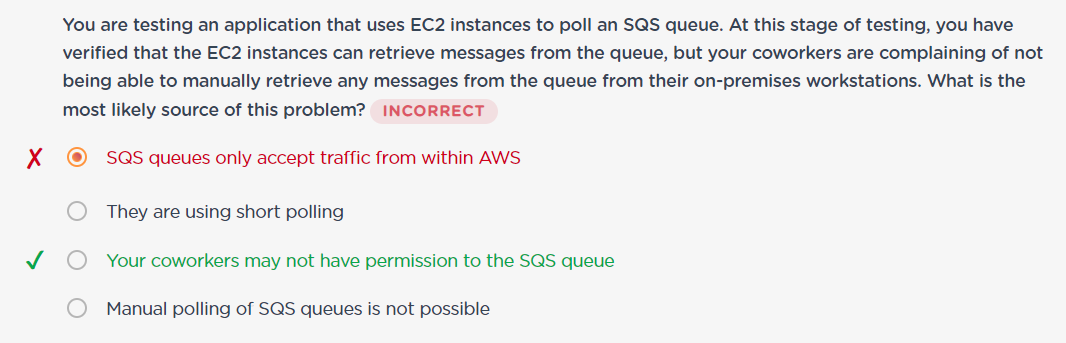 You are testing an application that uses EC2 instances to poll an SQS queue. At this stage of testing, you have
verified that the EC2 instances can retrieve messages from the queue, but your coworkers are complaining of not
being able to manually retrieve any messages from the queue from their on-premises workstations. What is the
most likely source of this problem? INCORRECT
SQS queues only accept traffic from within AWS
They are using short polling
Your coworkers may not have permission to the SQS queue
Manual polling of SQS queues is not possible